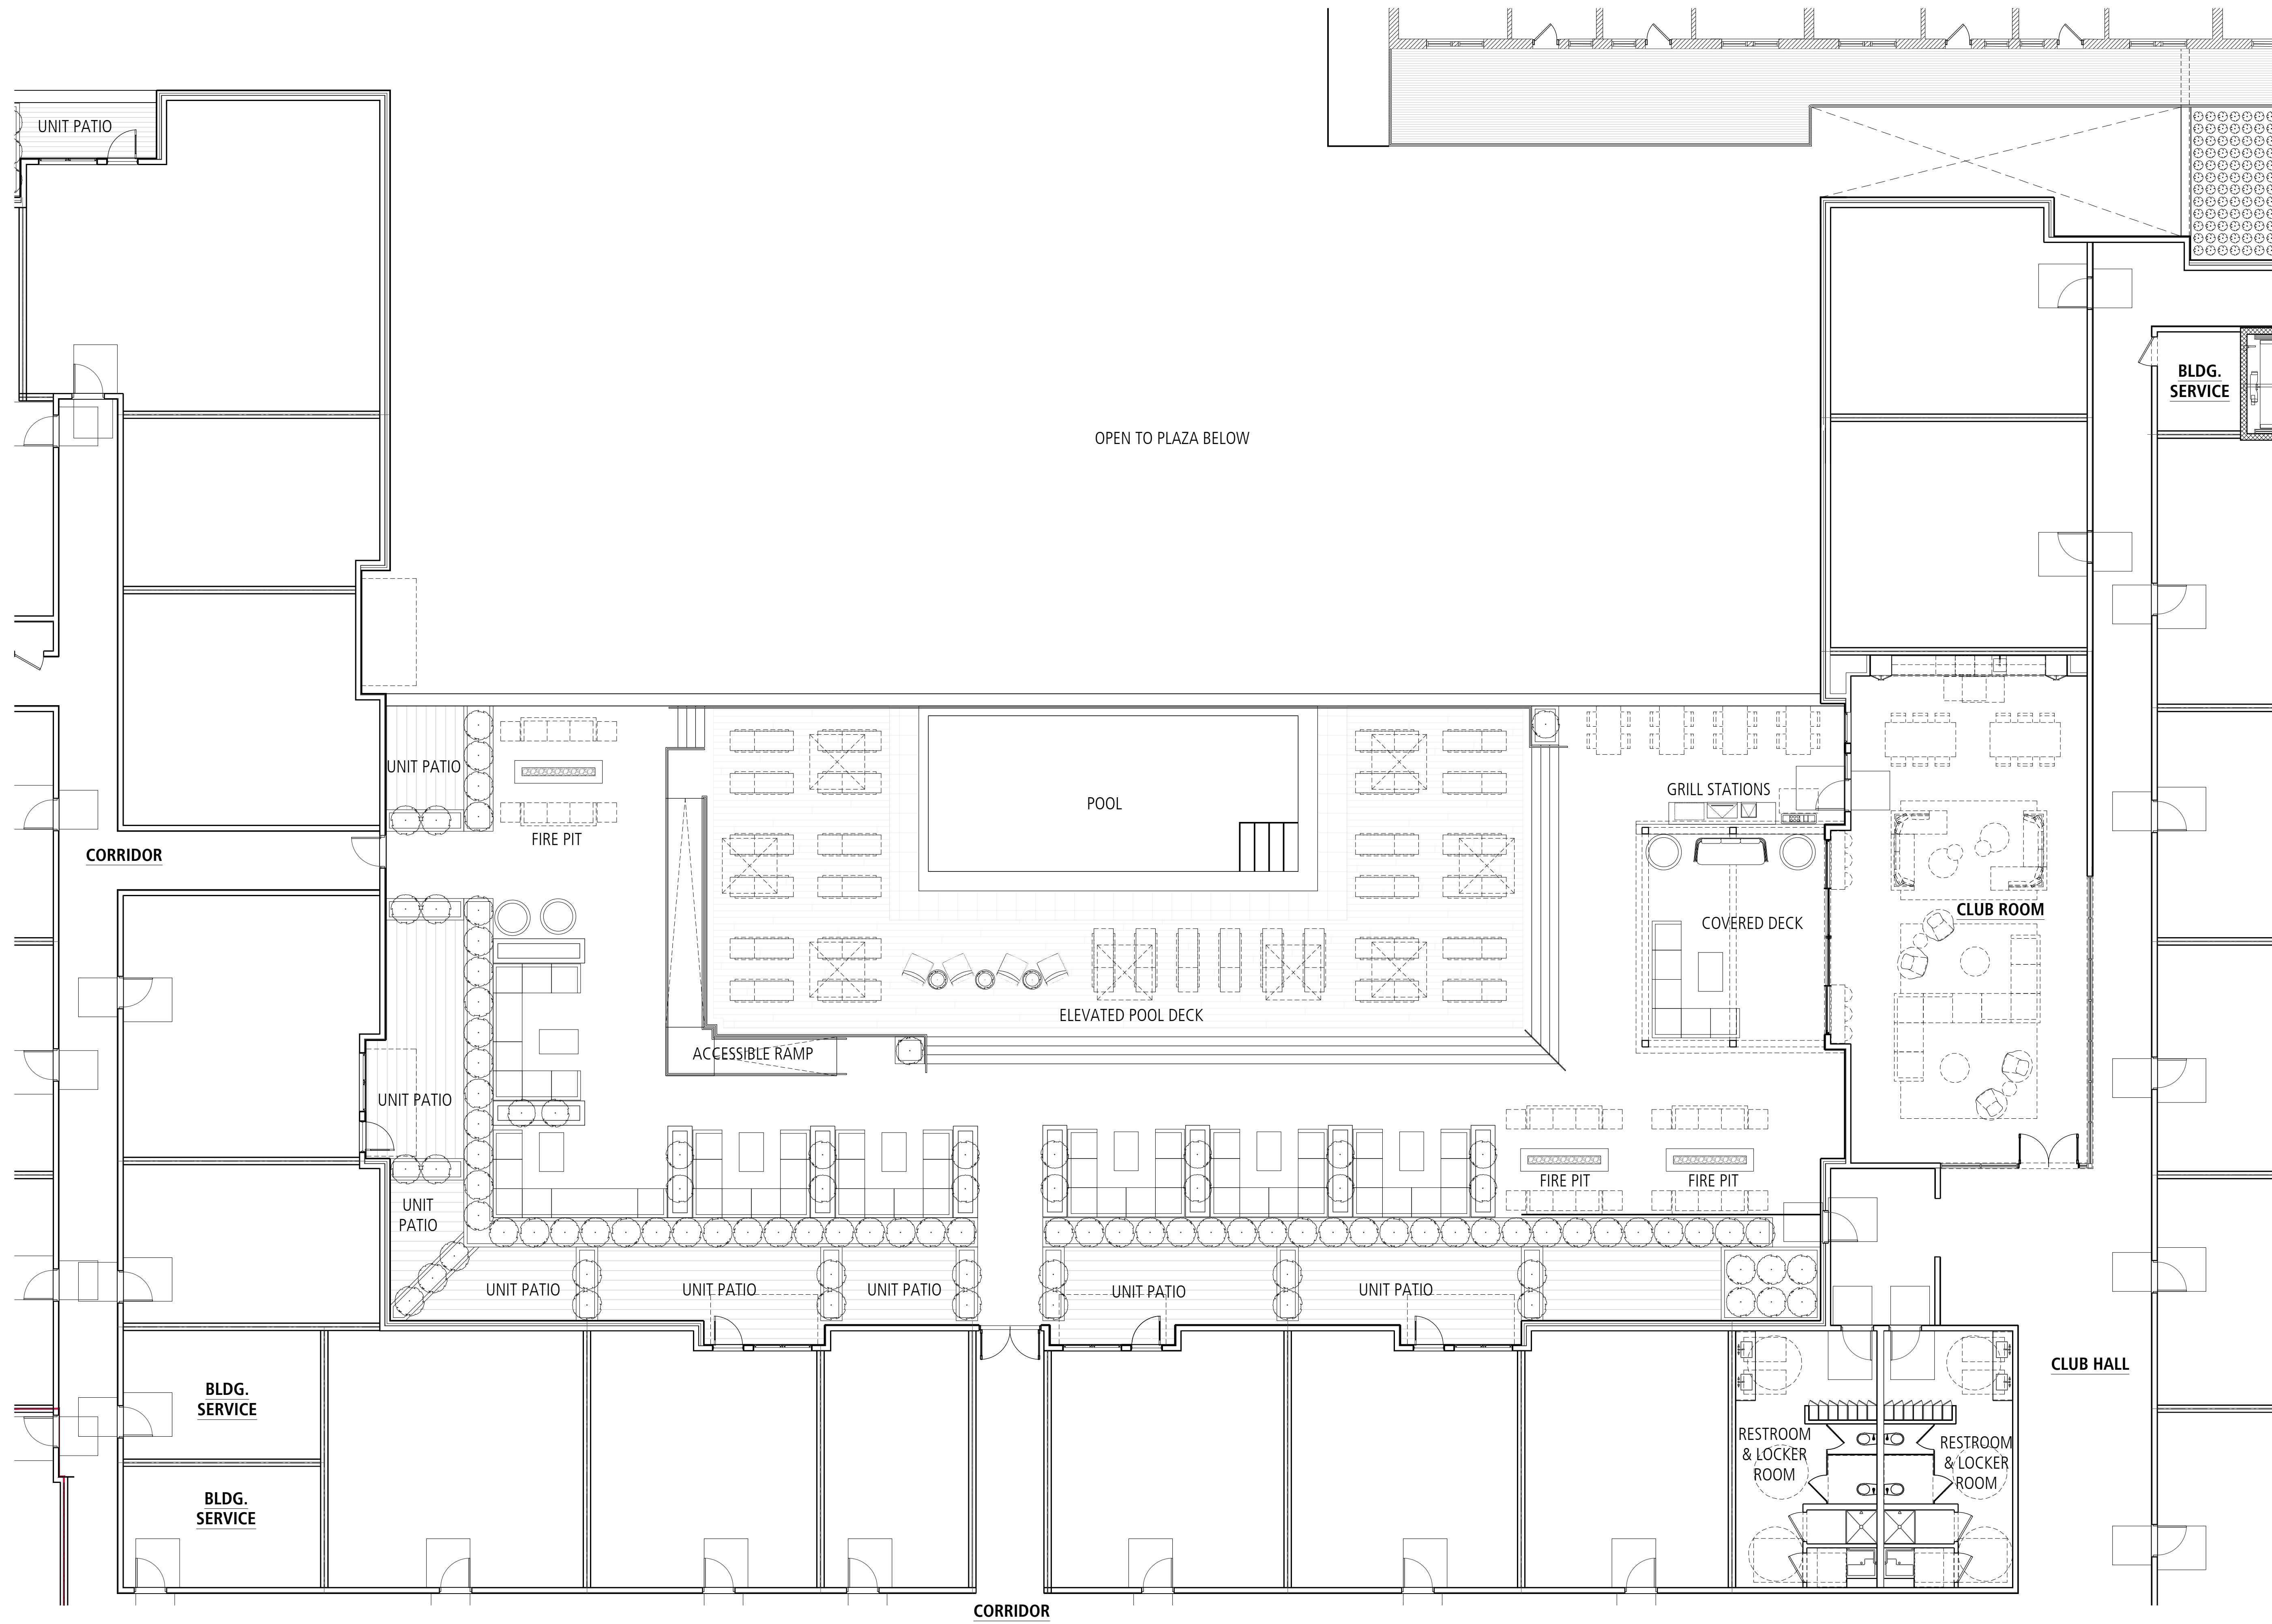 UNIT PATIO
BLDG.
SERVICE
OPEN TO PLAZA BELOW
UNIT PATIO
FIRE PIT
CORRIDOR
POOL
GRILL STATIONS
COVERED DECK
CLUB ROOM
ELEVATED POOL DECK
ACCESSIBLE RAMP
UNIT PATIO
UNIT
PATIO
FIRE PIT
FIRE PIT
UNIT PATIO
UNIT PATIO
UNIT PATIO
UNIT PATIO
UNIT PATIO
CLUB HALL
BLDG.
SERVICE
BLDG.
SERVICE
RESTROOM
& LOCKER
ROOM
RESTROOM
& LOCKER
ROOM
CORRIDOR